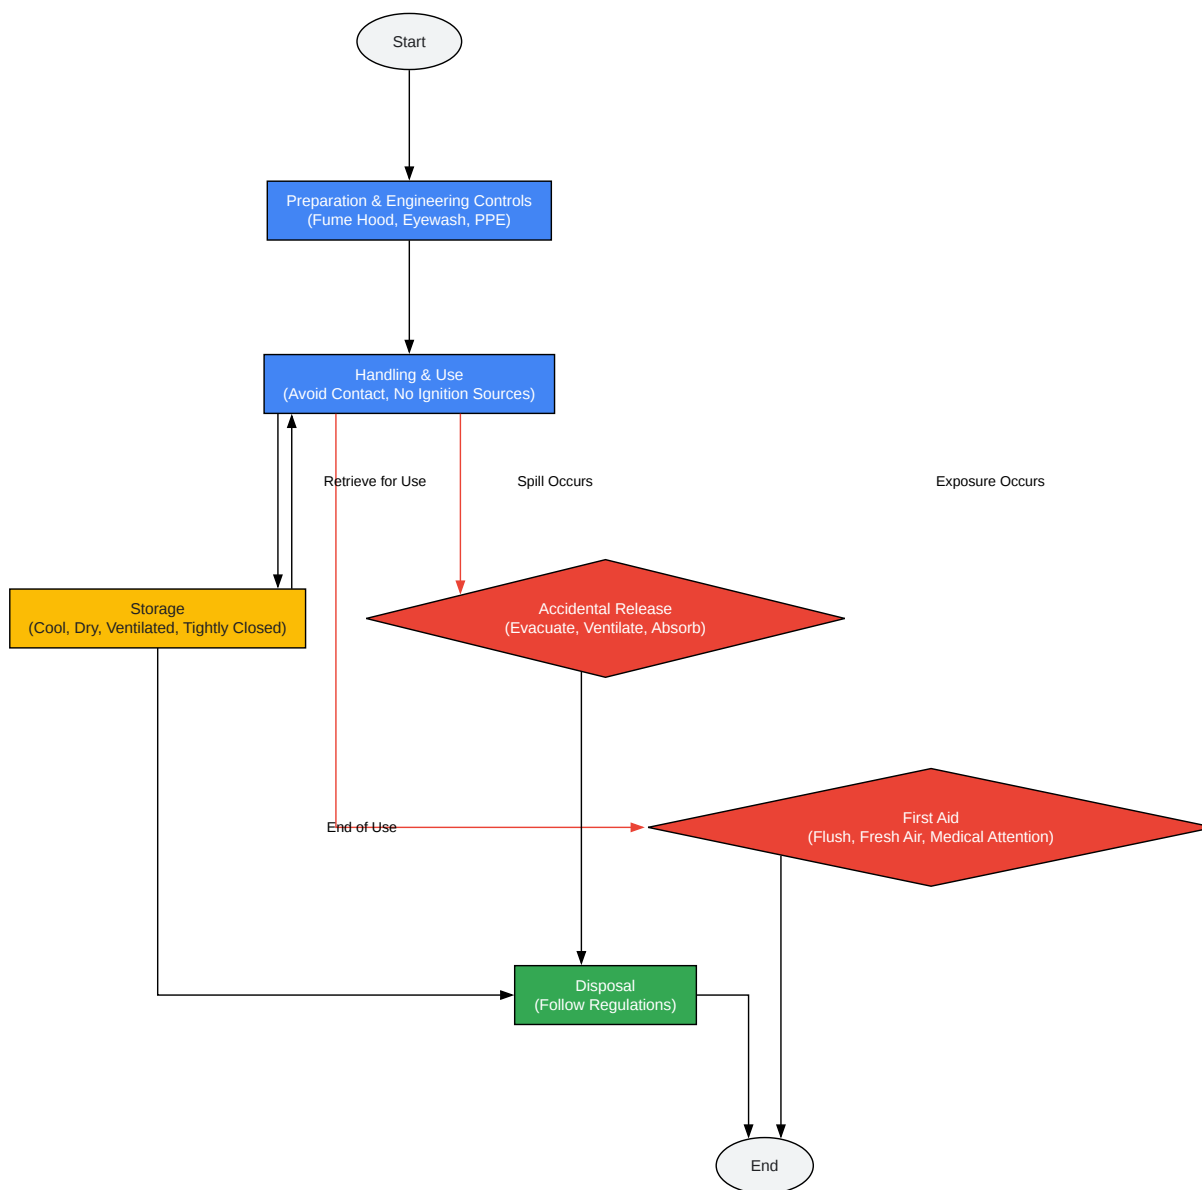 Start
Preparation & Engineering Controls
(Fume Hood, Eyewash, PPE)
Handling & Use
(Avoid Contact, No Ignition Sources)
Retrieve for Use
Spill Occurs
Exposure Occurs
Storage
(Cool, Dry, Ventilated, Tightly Closed)
Accidental Release
(Evacuate, Ventilate, Absorb)
First Aid
(Flush, Fresh Air, Medical Attention)
End of Use
Disposal
(Follow Regulations)
End